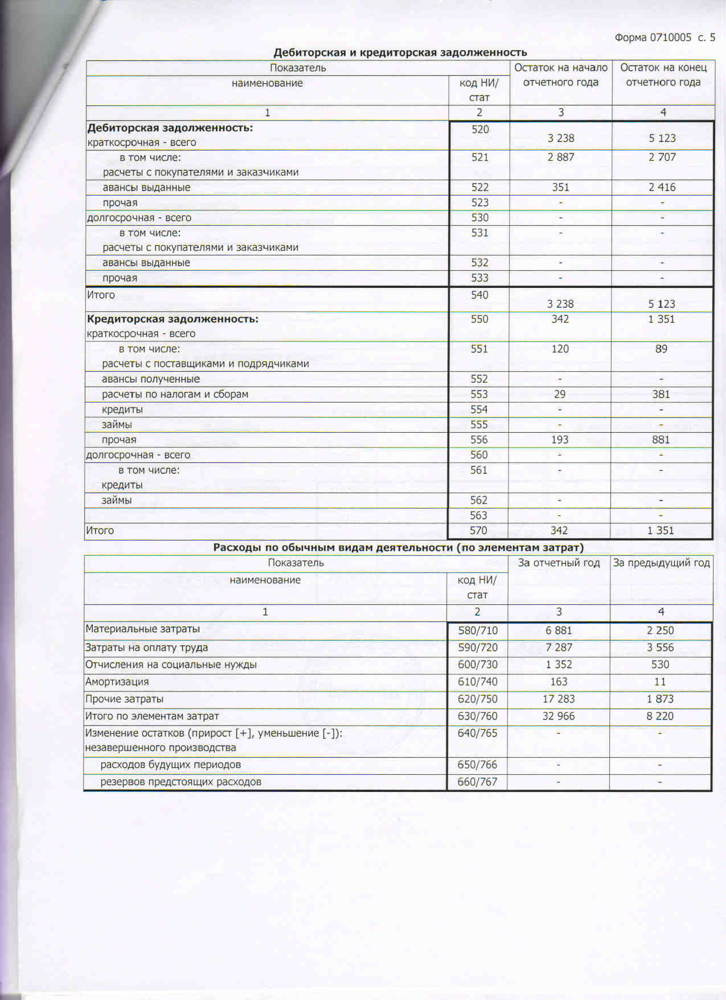 Форма 0710005 с. 5
Дебиторская и кредиторская задолженность
Показатель Остаток на начало отчетного года Остаток на конец отчетного года
наименование код НИ/стат
1 2 3 4
Дебиторская задолженность:
краткосрочная - всего 520 3 238 5 123
в том числе:
расчеты с покупателями и заказчиками 521 2 887 2 707
авансы выданные 522 351 2 416
прочая 523 - -
долгосрочная - всего 530 - -
в том числе:
расчеты с покупателями и заказчиками 531 - -
авансы выданные 532 - -
прочая 533 - -
Итого 540 3 238 5 123
Кредиторская задолженность:
краткосрочная - всего 550 342 1 351
в том числе:
расчеты с поставщиками и подрядчиками 551 120 89
авансы полученные 552 - -
расчеты по налогам и сборам 553 29 381
кредиты 554 - -
займы 555 - -
прочая 556 193 881
долгосрочная - всего 560 - -
в том числе:
кредиты 561 - -
займы 562 - -
563 - -
Итого 570 342 1 351
Расходы по обычным видам деятельности (по элементам затрат)
Показатель За отчетный год За предыдущий год
наименование код НИ/стат
1 2 3 4
Материальные затраты 580/710 6 881 2 250
Затраты на оплату труда 590/720 7 287 3 556
Отчисления на социальные нужды 600/730 1 352 530
Амортизация 610/740 163 11
Прочие затраты 620/750 17 283 1 873
Итого по элементам затрат 630/760 32 966 8 220
Изменение остатков (прирост [+], уменьшение [-]):
незавершенного производства 640/765 - -
расходов будущих периодов 650/766 - -
резервов предстоящих расходов 660/767 - -